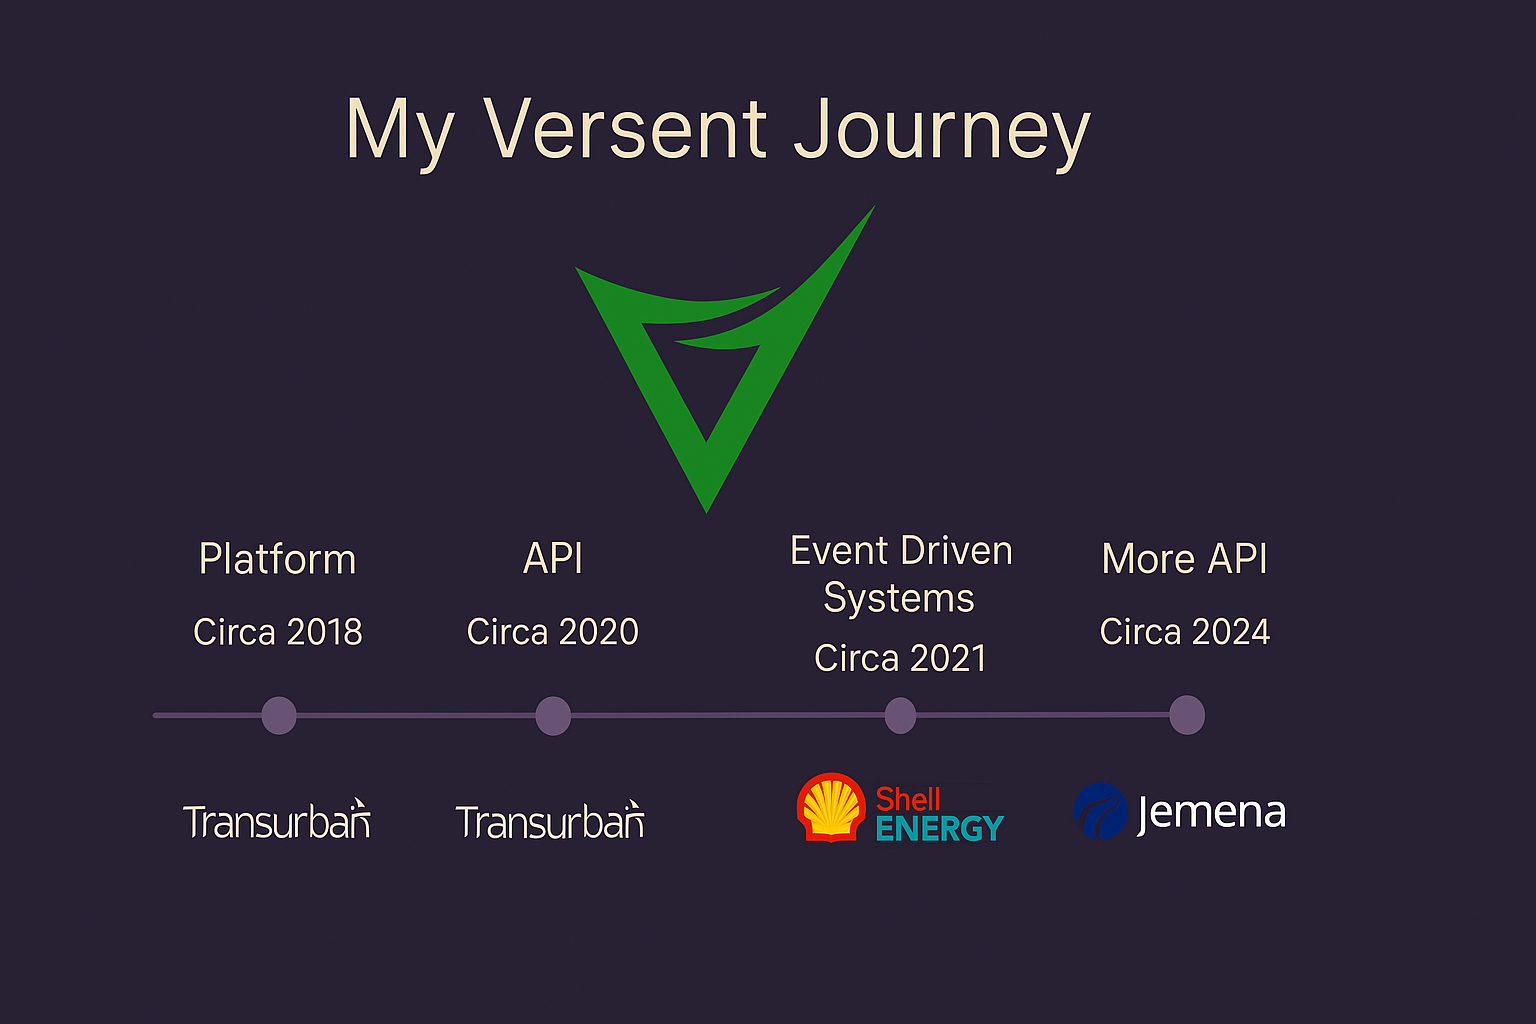 My Versent Journey
Platform
Circa 2018
API
Circa 2020
Event Driven
Systems
Circa 2021
More API
Circa 2024
Transurban
Transurban
Shell
ENERGY
Jemena